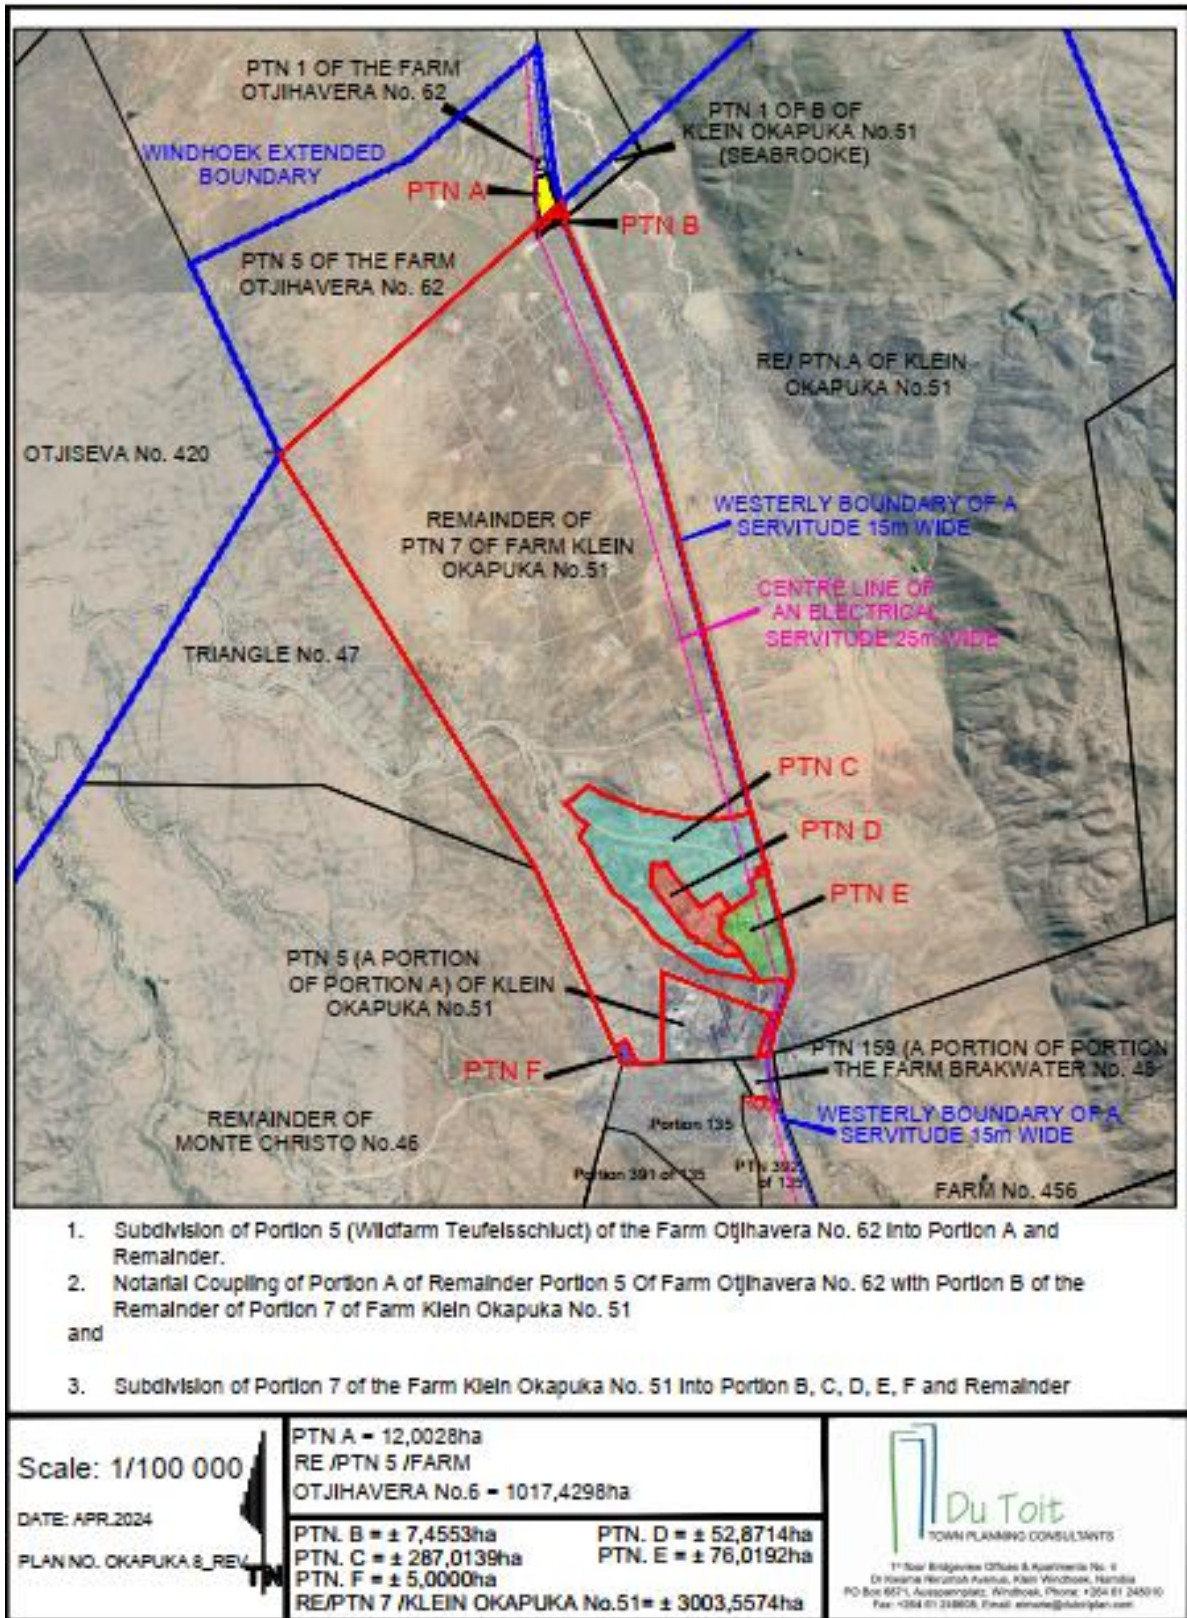 PTN 1 OF THE FARM
OTJIHAVERA No. 62
PTN 1 OF B OF
KLEIN OKAPUKA No.51
(SEABROOKE)
WINDHOEK EXTENDED
BOUNDARY
PTN A
PTN B
PTN 5 OF THE FARM
OTJIHAVERA No. 62
RE/ PTN.A OF KLEIN
OKAPUKA No.51
OTJISEVA No. 420
REMAINDER OF
PTN 7 OF FARM KLEIN
OKAPUKA No.51
WESTERLY BOUNDARY OF A
SERVITUDE 15m WIDE
CENTRE LINE OF
AN ELECTRICAL
SERVITUDE 25m WIDE
TRIANGLE No. 47
PTN C
PTN D
PTN E
PTN 5 (A PORTION
OF PORTION A) OF KLEIN
OKAPUKA No.51
PTN F
PTN 159 (A PORTION OF PORTION
THE FARM BRAKWATER No. 48
REMAINDER OF
MONTE CHRISTO No.46
Portion 135
WESTERLY BOUNDARY OF A
SERVITUDE 15m WIDE
Portion 391 of 135
PTN 392
of 135
FARM No. 456
1. Subdivision of Portion 5 (Wildfarm Teufelsschluct) of the Farm Otjihavera No. 62 into Portion A and
Remainder.
2. Notarial Coupling of Portion A of Remainder Portion 5 Of Farm Otjihavera No. 62 with Portion B of the
Remainder of Portion 7 of Farm Klein Okapuka No. 51
and
3. Subdivision of Portion 7 of the Farm Klein Okapuka No. 51 into Portion B, C, D, E, F and Remainder
Scale: 1/100 000
DATE: APR.2024
PLAN NO. OKAPUKA 8_REV
TN
PTN A = 12,0028ha
RE /PTN 5 /FARM
OTJIHAVERA No.6 = 1017,4298ha
PTN. B = ± 7,4553ha PTN. D = ± 52,8714ha
PTN. C = ± 287,0139ha PTN. E = ± 76,0192ha
PTN. F = ± 5,0000ha
RE/PTN 7 /KLEIN OKAPUKA No.51= ± 3003,5574ha
Du Toit
TOWN PLANNING CONSULTANTS